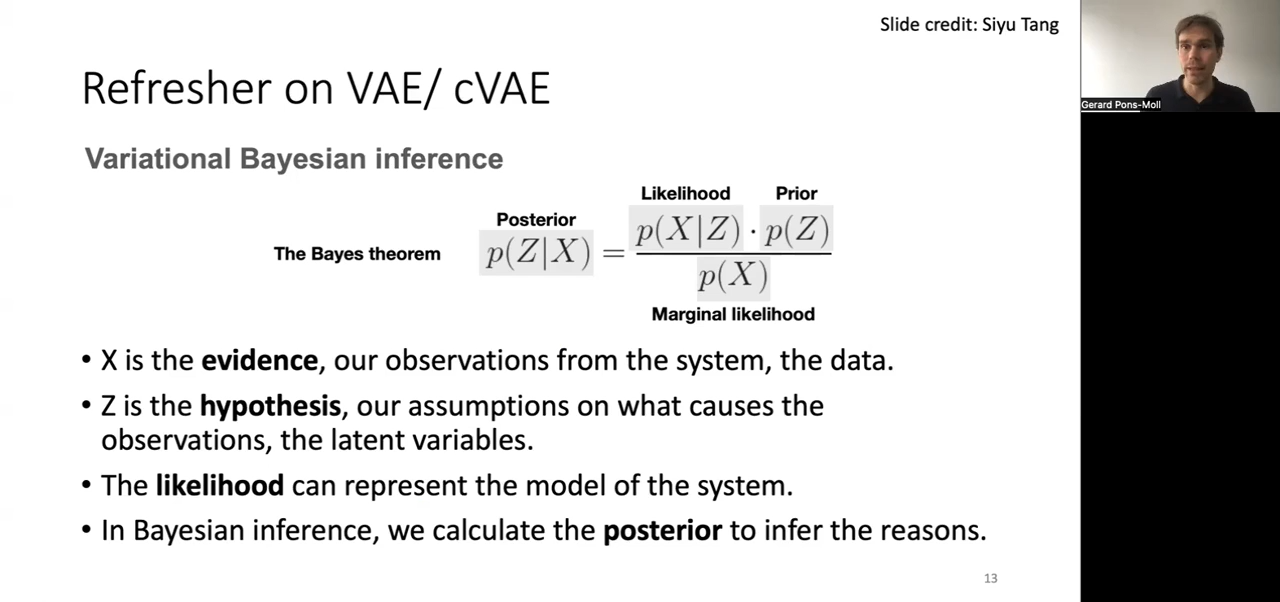 Slide credit: Siyu Tang
Gerard Pons-Moll
Refresher on VAE/ cVAE
Variational Bayesian inference
Likelihood Prior
Posterior
The Bayes theorem p(Z|X) = p(X|Z) · p(Z)
p(X)
Marginal likelihood
• X is the evidence, our observations from the system, the data.
• Z is the hypothesis, our assumptions on what causes the
observations, the latent variables.
• The likelihood can represent the model of the system.
• In Bayesian inference, we calculate the posterior to infer the reasons.
13